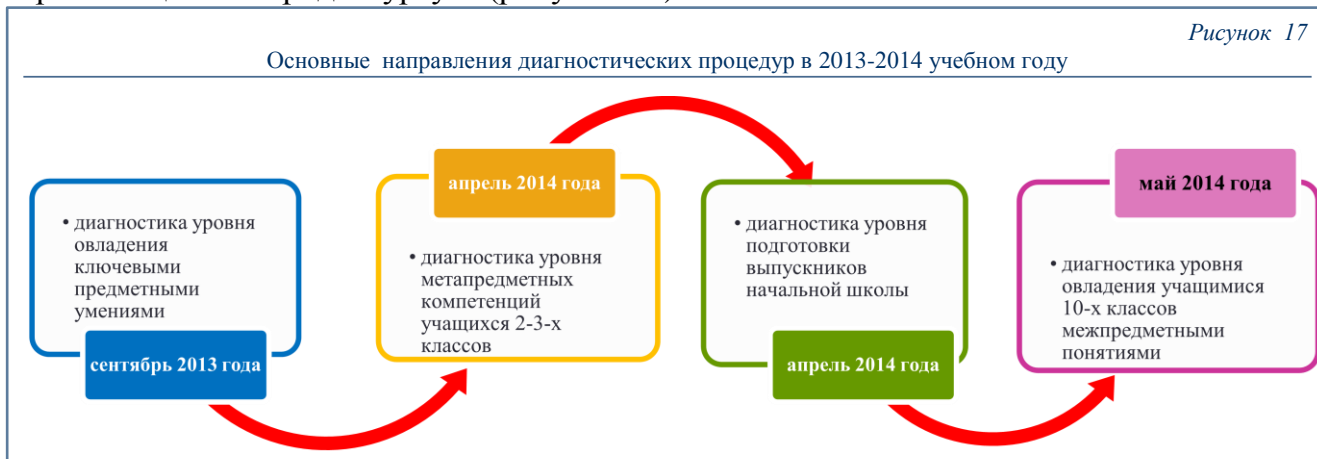 Рисунок 17
Основные направления диагностических процедур в 2013-2014 учебном году
• диагностика уровня
овладения
ключевыми
предметными
умениями
сентябрь 2013 года
апрель 2014 года
• диагностика уровня
метапредметных
компетенций
учащихся 2-3-х
классов
• диагностика уровня
подготовки
выпускников
начальной школы
апрель 2014 года
май 2014 года
• диагностика уровня
овладения учащимися
10-х классов
межпредметными
понятиями